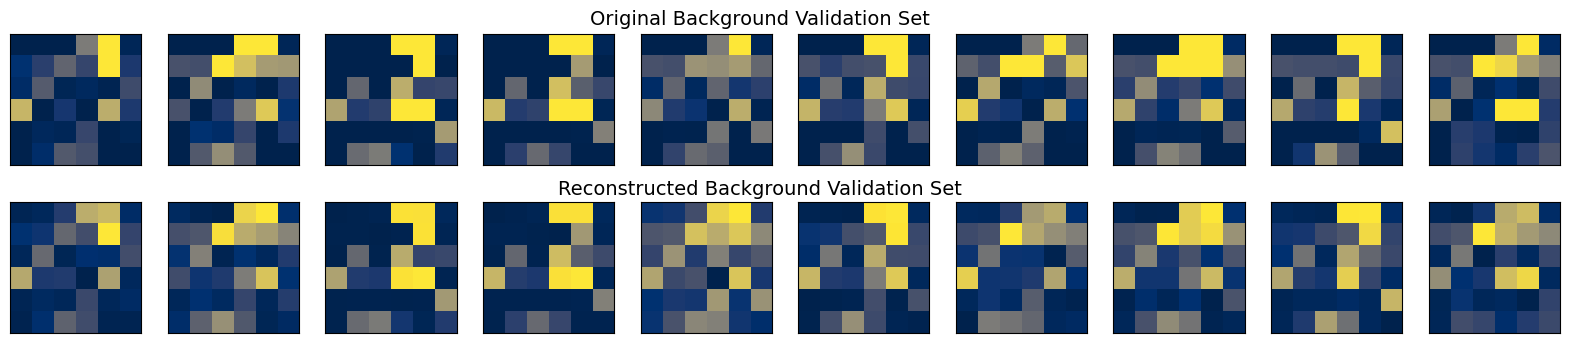 Original Background Validation Set
Reconstructed Background Validation Set